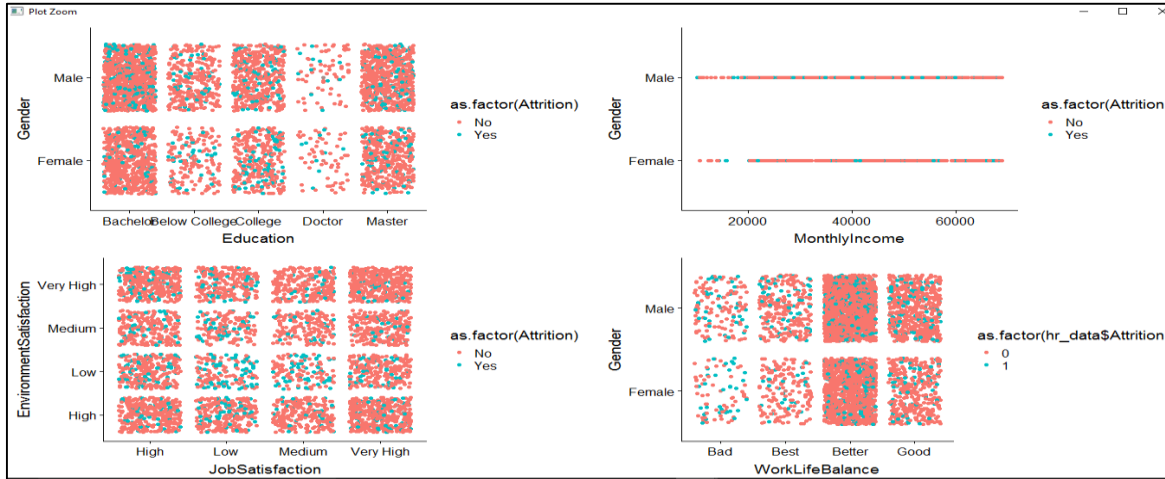 Plot Zoom
Male
Female
Gender
Bachelor Below College College Doctor Master
Education
as.factor(Attrition)
No
Yes
Male
Female
Gender
20000 40000 60000
MonthlyIncome
as.factor(Attrition
No
Yes
Very High
Medium
Low
High
EnvironmentSatisfaction
High Low Medium Very High
JobSatisfaction
as.factor(Attrition)
No
Yes
Male
Female
Gender
Bad Best Better Good
WorkLifeBalance
as.factor(hr_data$Attrition
0
1